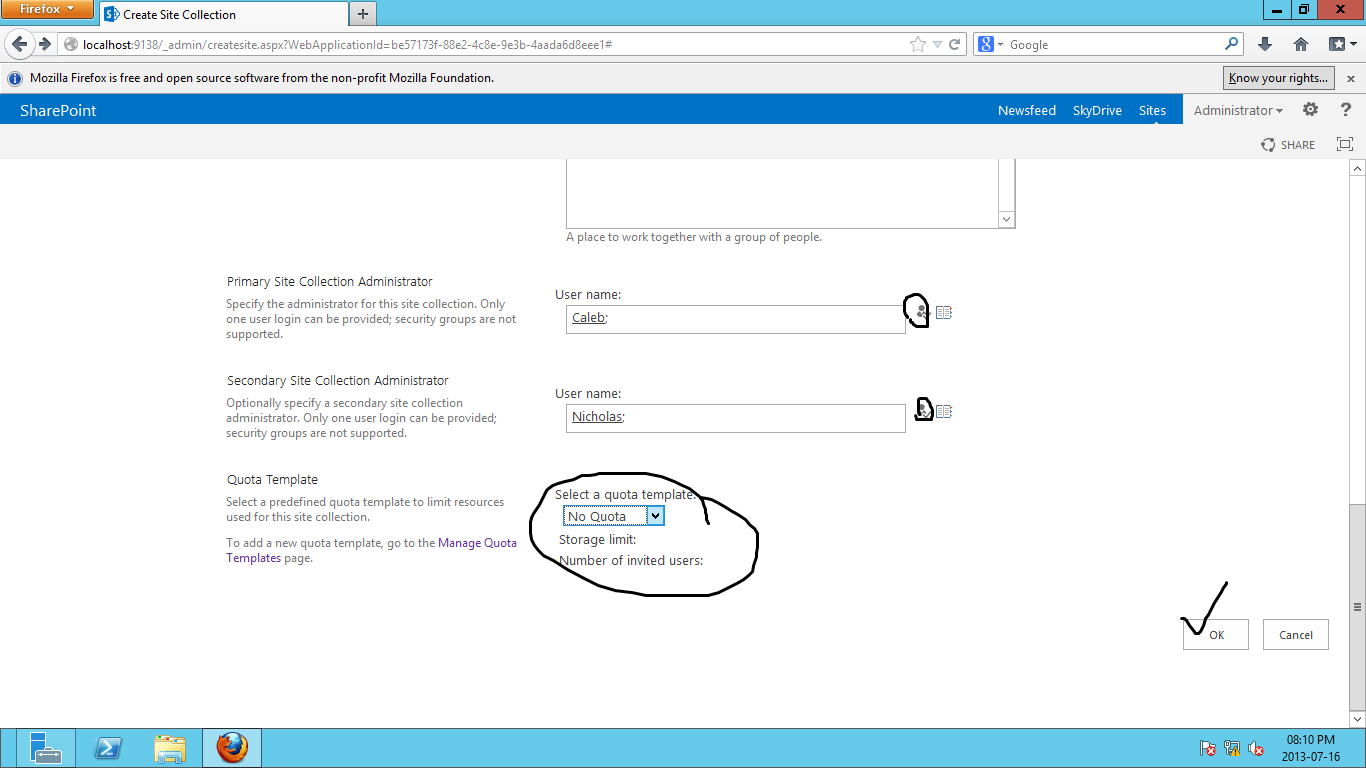 Firefox
Create Site Collection
localhost:9138/_admin/createsite.aspx?WebApplicationId=be57173f-88e2-4c8e-9e3b-4aada6d8eee1#
Google
Mozilla Firefox is free and open source software from the non-profit Mozilla Foundation.
Know your rights...
SharePoint
Newsfeed SkyDrive Sites Administrator
SHARE
A place to work together with a group of people.
Primary Site Collection Administrator
Specify the administrator for this site collection. Only
one user login can be provided; security groups are not
supported.
User name:
Caleb;
Secondary Site Collection Administrator
Optionally specify a secondary site collection
administrator. Only one user login can be provided;
security groups are not supported.
User name:
Nicholas;
Quota Template
Select a predefined quota template to limit resources
used for this site collection.
To add a new quota template, go to the Manage Quota
Templates page.
Select a quota template:
No Quota
Storage limit:
Number of invited users:
OK Cancel
08:10 PM
2013-07-16